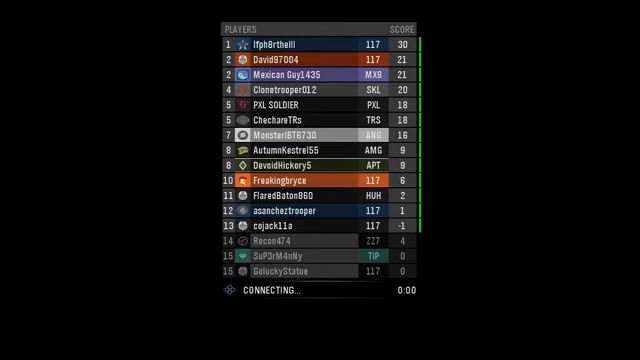 PLAYERS SCORE
1 lfph8rthelll 117 30
2 David97004 117 21
2 Mexican Guy1435 MX9 21
4 Clonetrooper012 SKL 20
5 PXL SOLDIER PXL 18
5 ChechareTRs TRS 18
7 MonsterIBT6730 ANG 16
8 AutumnKestrel55 AMG 9
8 DevoidHickory5 APT 9
10 Freakingbryce 117 6
11 FlaredBaton860 HUH 2
12 asancheztrooper 117 1
13 cojack11a 117 -1
14 Recon474 ZZ7 4
15 SuP3rM4nNy TIP 0
15 GoluckyStatue 117 0
CONNECTING... 0:00